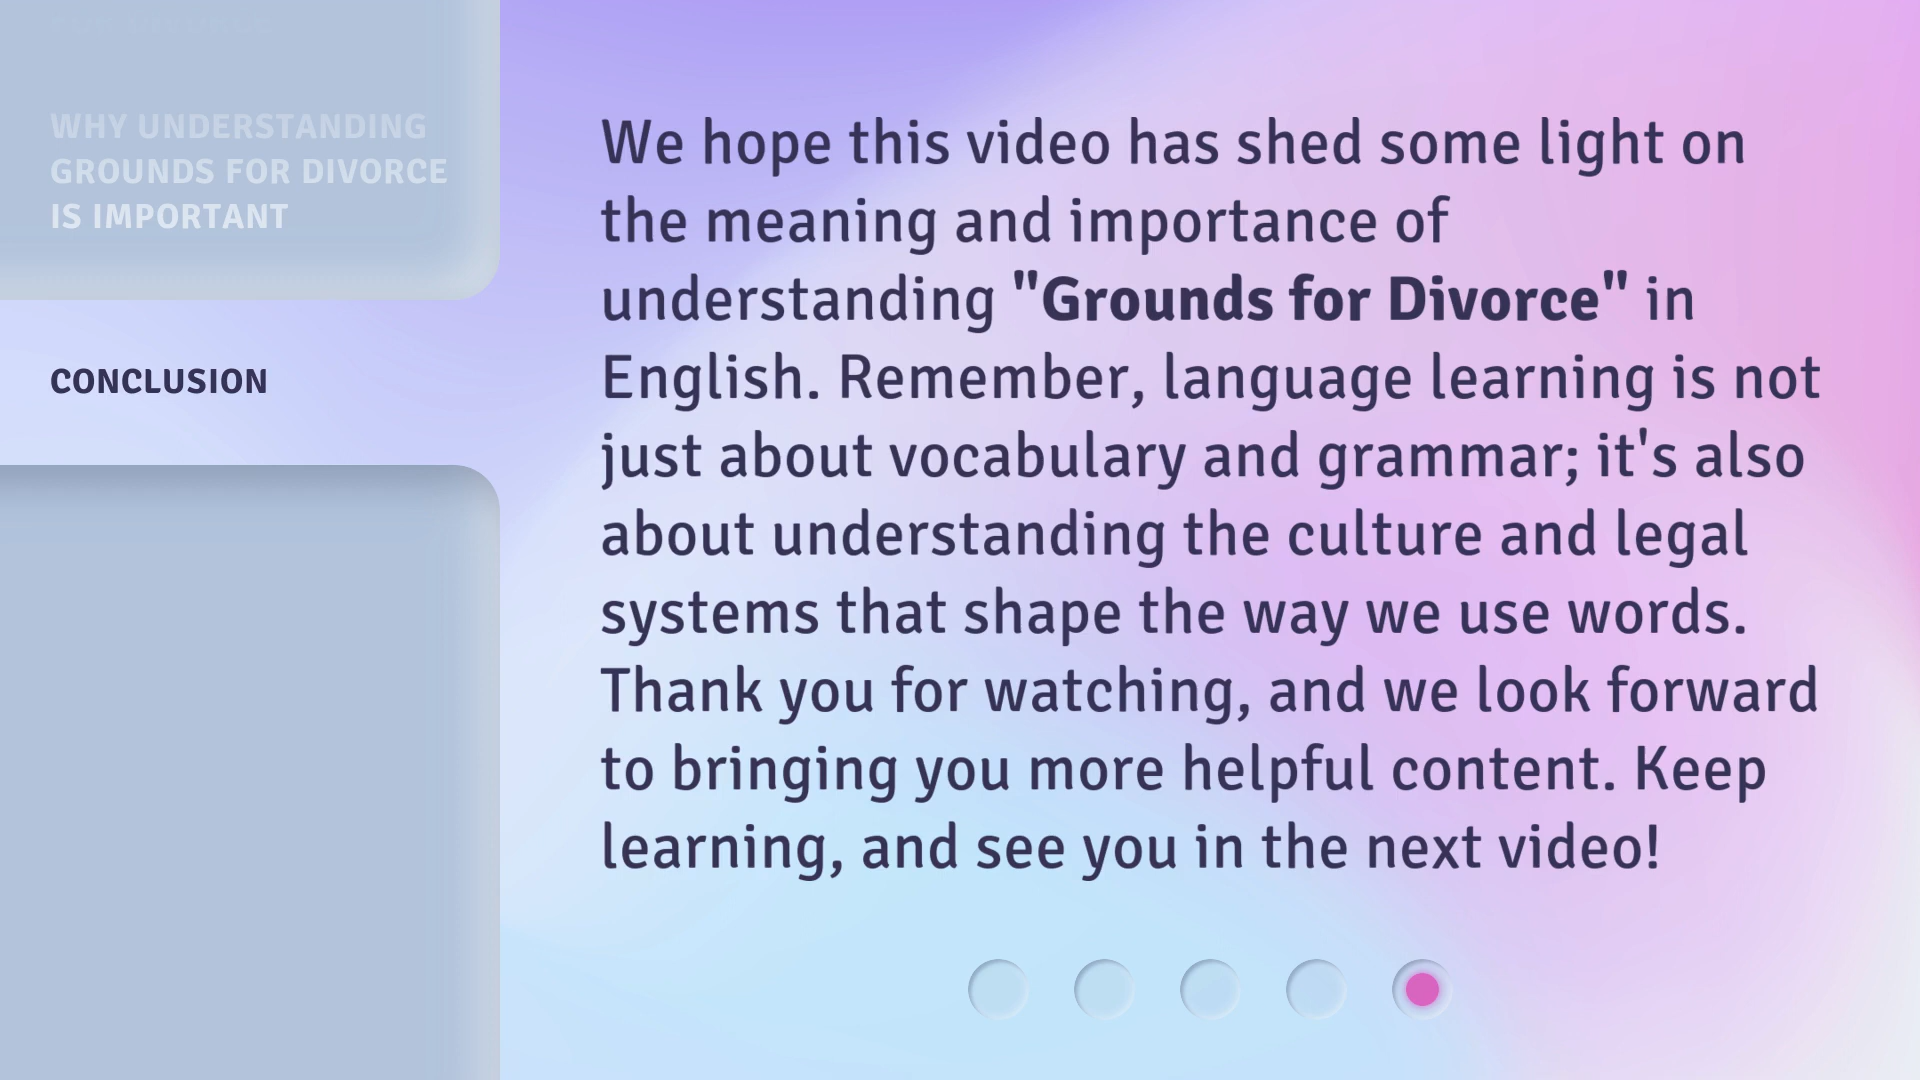 WHY UNDERSTANDING
GROUNDS FOR DIVORCE
IS IMPORTANT
CONCLUSION
We hope this video has shed some light on
the meaning and importance of
understanding "Grounds for Divorce" in
English. Remember, language learning is not
just about vocabulary and grammar; it's also
about understanding the culture and legal
systems that shape the way we use words.
Thank you for watching, and we look forward
to bringing you more helpful content. Keep
learning, and see you in the next video!